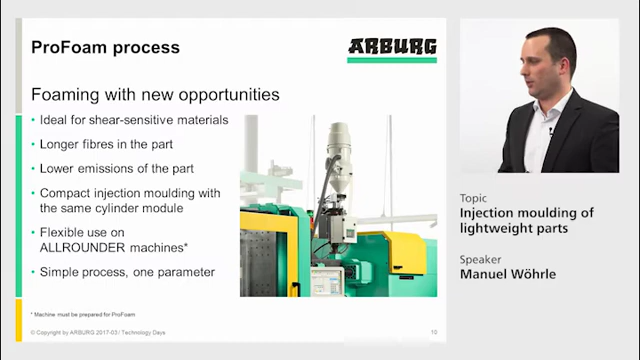 ProFoam process
ARBURG
Foaming with new opportunities
• Ideal for shear-sensitive materials
• Longer fibres in the part
• Lower emissions of the part
• Compact injection moulding with
the same cylinder module
• Flexible use on
ALLROUNDER machines*
• Simple process, one parameter
* Machine must be prepared for ProFoam
© Copyright by ARBURG 2017-03 / Technology Days
10
Topic
Injection moulding of
lightweight parts
Speaker
Manuel Wöhrle